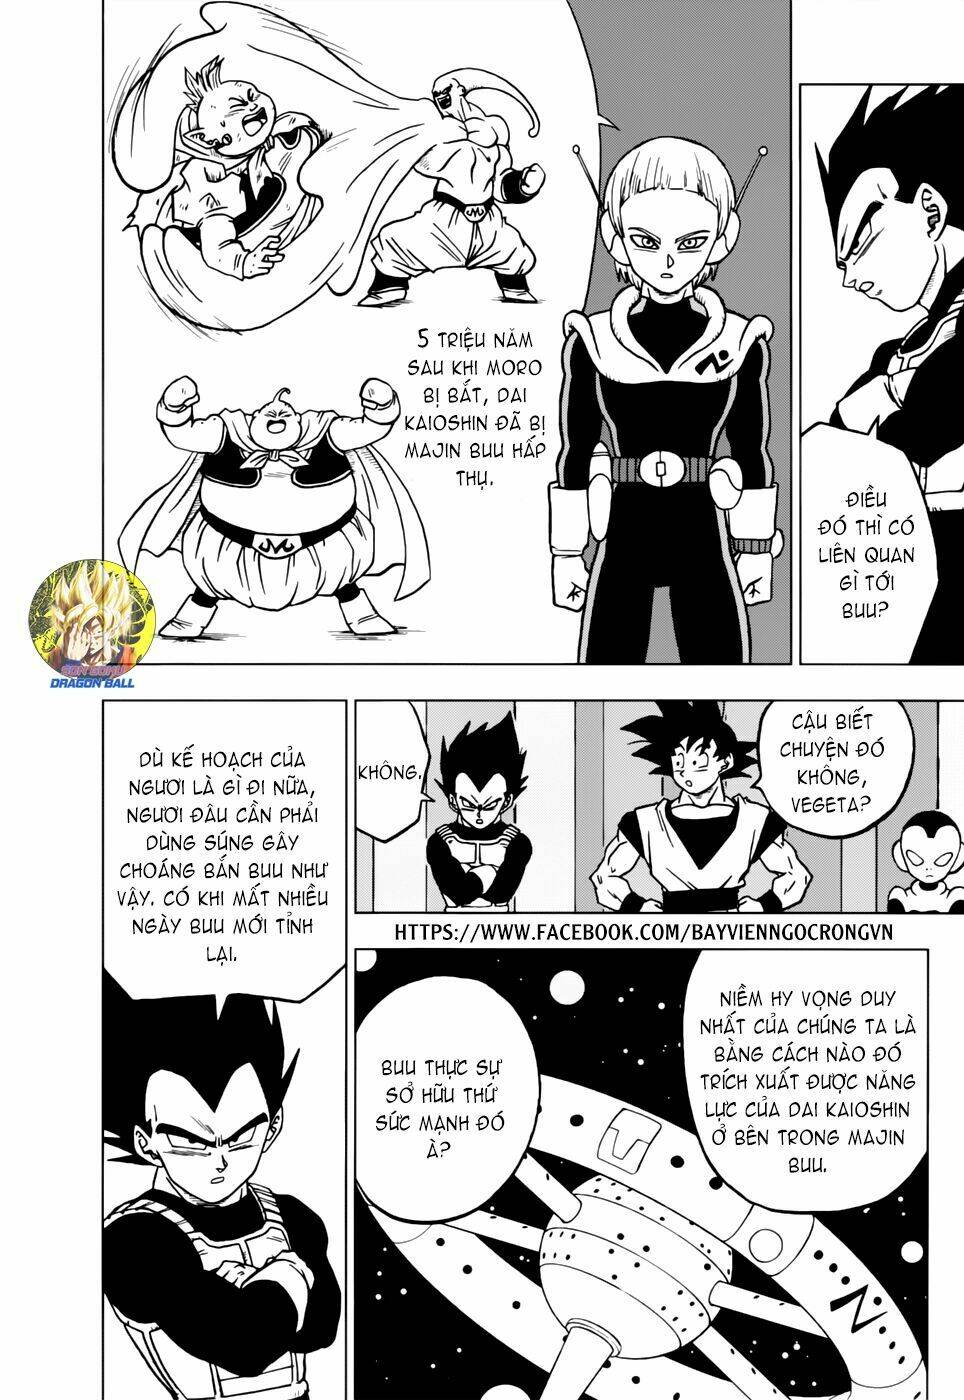 ĐIỀU
ĐÓ THÌ CÓ
LIÊN QUAN
GÌ TỚI
BUU?
5 TRIỆU NĂM
SAU KHI MORO
BỊ BẮT, DAI
KAIOSHIN ĐÃ BỊ
MAJIN BUU HẤP
THỤ.
SON GOKU
DRAGON BALL
CẬU BIẾT
CHUYỆN ĐÓ
KHÔNG,
VEGETA?
KHÔNG.
DÙ KẾ HOẠCH CỦA
NGƯƠI LÀ GÌ ĐI NỮA,
NGƯƠI ĐÂU CẦN PHẢI
DÙNG SÚNG GÂY
CHOÁNG BẮN BUU NHƯ
VẬY. CÓ KHI MẤT NHIỀU
NGÀY BUU MỚI TỈNH
LẠI.
HTTPS://WWW.FACEBOOK.COM/BAYVIENNGOCRONGVN
NIỀM HY VỌNG DUY
NHẤT CỦA CHÚNG TA LÀ
BẰNG CÁCH NÀO ĐÓ
TRÍCH XUẤT ĐƯỢC NĂNG
LỰC CỦA DAI KAIOSHIN
Ở BÊN TRONG MAJIN
BUU.
BUU THỰC SỰ
SỞ HỮU THỨ
SỨC MẠNH ĐÓ
À?